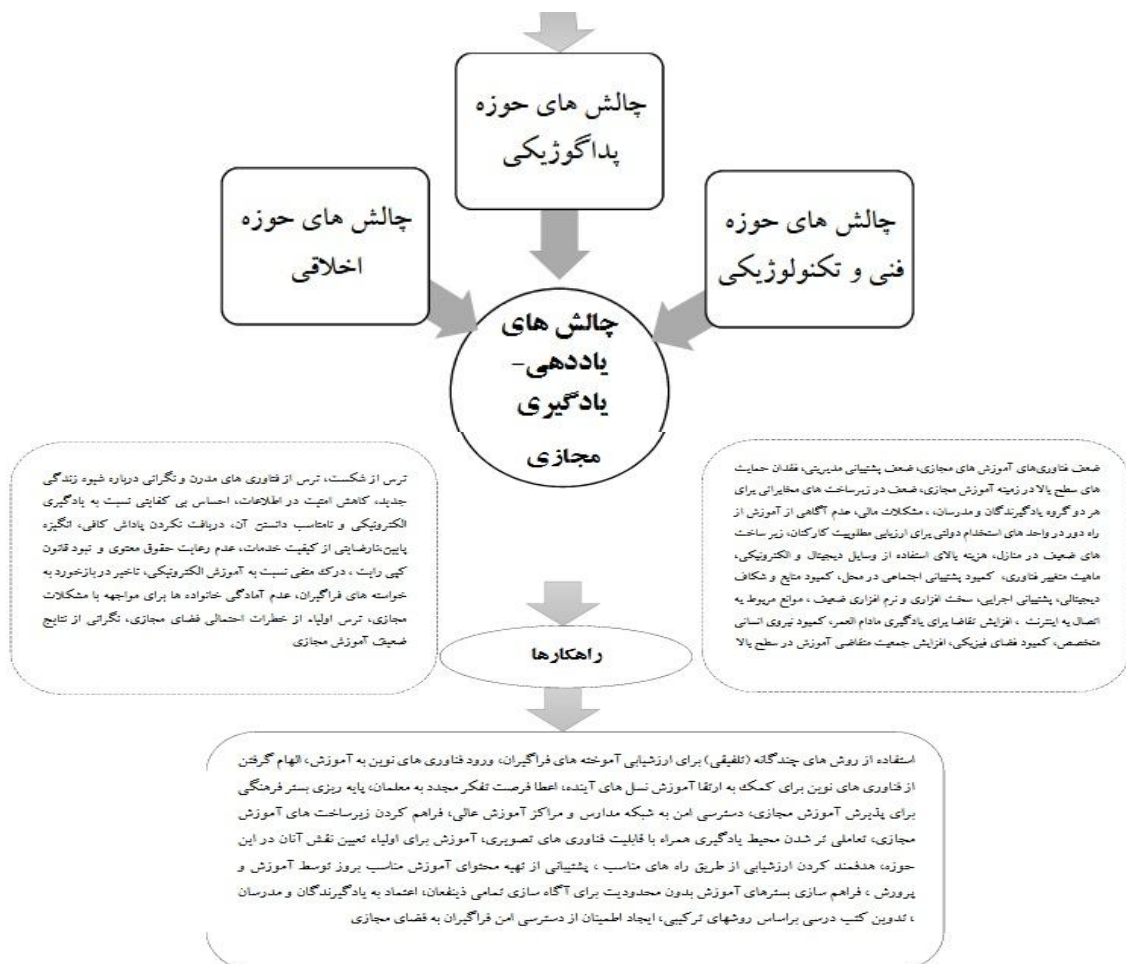 چالش های حوزه
پداگوژیکی
چالش های حوزه
فنی و تکنولوژیکی
چالش های حوزه
اخلاقی
چالش های
یاددهی-
یادگیری
مجازی
ضعف فناوری‌های آموزش های مجازی، ضعف پشتیبانی مدیریتی، فقدان حمایت
های سطح بالا در زمینه آموزش مجازی، ضعف در زیرساخت های مخابراتی برای
هر دو گروه یادگیرندگان و مدرسان، ، مشکلات مالی، عدم آگاهی از آموزش از
راه دور در واحد های استخدام دولتی برای ارزیابی مطلوبیت کارکنان، زیر ساخت
های ضعیف در منازل، هزینه بالای استفاده از وسایل دیجیتال و الکترونیکی،
ماهیت متغییر فناوری، کمبود پشتیبانی اجتماعی در محل، کمبود منابع و شکاف
دیجیتالی، پشتیبانی اجرایی، سخت افزاری و نرم افزاری ضعیف ، موانع مربوط به
اتصال به اینترنت ، افزایش تقاضا برای یادگیری مادام العمر، کمبود نیروی انسانی
متخصص، کمبود فضای فیزیکی، افزایش جمعیت متقاضی آموزش در سطح بالا
ترس از شکست، ترس از فناوری های مدرن و نگرانی درباره شیوه زندگی
جدید، کاهش امنیت در اطلاعات، احساس بی کفایتی نسبت به یادگیری
الکترونیکی و نامتاسب دانستن آن، دریافت نکردن پاداش کافی، انگیزه
پایین،نارضایتی از کیفیت خدمات، عدم رعایت حقوق معنوی و نبود قانون
کپی رایت ، درک منفی نسبت به آموزش الکترونیکی، تاخیر در بازخورد به
خواسته های فراگیران، عدم آمادگی خانواده ها برای مواجهه با مشکلات
مجازی، ترس اولیاء از خطرات احتمالی فضای مجازی، نگرانی از نتایج
ضعیف آموزش مجازی
راهکارها
استفاده از روش های چندگانه (تلفیقی) برای ارزشیابی آموخته های فراگیران، ورود فناوری های نوین به آموزش، الهام گرفتن
از فناوری های نوین برای کمک به ارتقا آموزش نسل های آینده، اعطا فرصت تفکر مجدد به معلمان، پایه ریزی بستر فرهنگی
برای پذیرش آموزش مجازی، دسترسی امن به شبکه مدارس و مراکز آموزش عالی، فراهم کردن زیرساخت های آموزش
مجازی، تعاملی تر شدن محیط یادگیری همراه با قابلیت فناوری های تصویری، آموزش برای اولیاء تعیین نقش آنان در این
حوزه، هدفمند کردن ارزشیابی از طریق راه های مناسب ، پشتیبانی از تهیه محتوای آموزش مناسب بروز توسط آموزش و
پرورش ، فراهم سازی بسترهای آموزش بدون محدودیت برای آگاه سازی تمامی ذینفعان، اعتماد به یادگیرندگان و مدرسان
، تدوین کتب درسی براساس روشهای ترکیبی، ایجاد اطمینان از دسترسی امن فراگیران به فضای مجازی